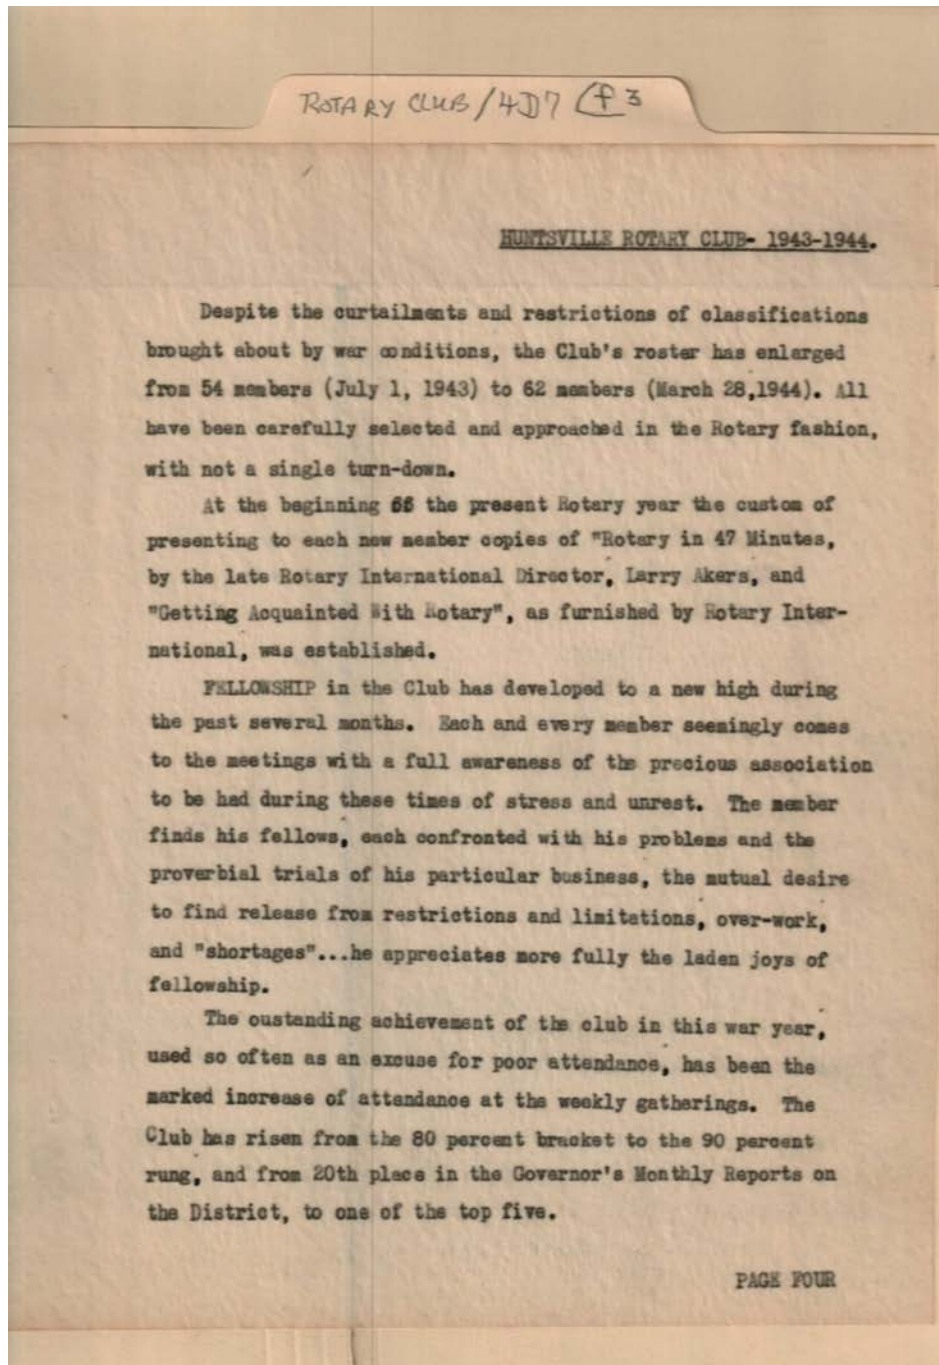 ROTARY CLUB/4D7 f3
HUNTSVILLE ROTARY CLUB- 1943-1944.
Despite the curtailments and restrictions of classifications
brought about by war conditions, the Club's roster has enlarged
from 54 members (July 1, 1943) to 62 members (March 28,1944). All
have been carefully selected and approached in the Rotary fashion,
with not a single turn-down.
At the beginning 66 the present Rotary year the custom of
presenting to each new member copies of "Rotary in 47 Minutes,
by the late Rotary International Director, Larry Akers, and
"Getting Acquainted With Rotary", as furnished by Rotary Inter-
national, was established.
FELLOWSHIP in the Club has developed to a new high during
the past several months. Each and every member seemingly comes
to the meetings with a full awareness of the precious association
to be had during these times of stress and unrest. The member
finds his fellows, each confronted with his problems and the
proverbial trials of his particular business, the mutual desire
to find release from restrictions and limitations, over-work,
and "shortages"...he appreciates more fully the laden joys of
fellowship.
The oustanding achievement of the club in this war year,
used so often as an excuse for poor attendance, has been the
marked increase of attendance at the weekly gatherings. The
Club has risen from the 80 percent bracket to the 90 percent
rung, and from 20th place in the Governor's Monthly Reports on
the District, to one of the top five.
PAGE FOUR